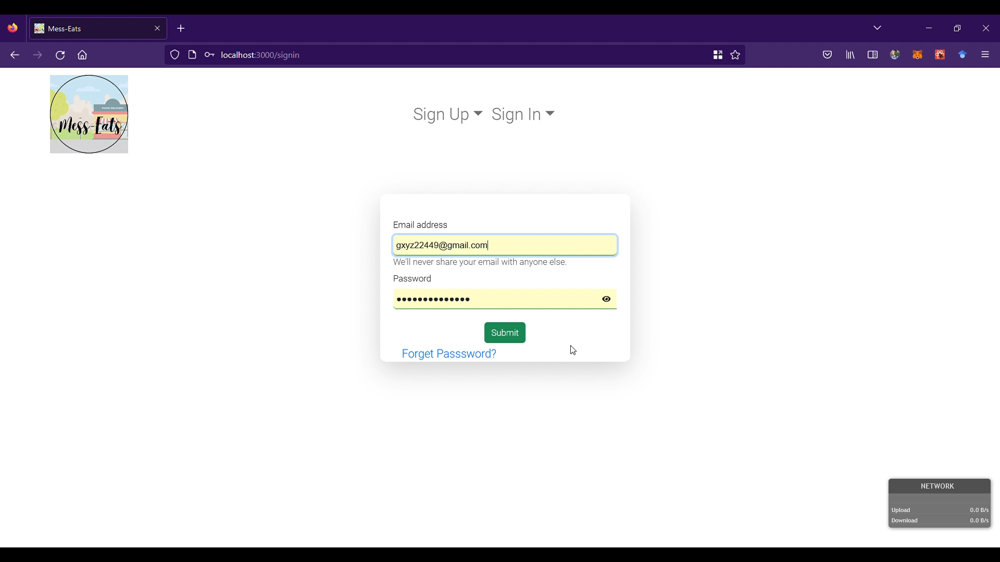 Mess-Eats
localhost:3000/signin
FOOD DELIVERY
Mess-Eats
Sign Up
Sign In
Email address
gxyz22449@gmail.com
We'll never share your email with anyone else.
Password
••••••••••••••
Submit
Forget Passsword?
NETWORK
Upload 0.0 B/s
Download 0.0 B/s